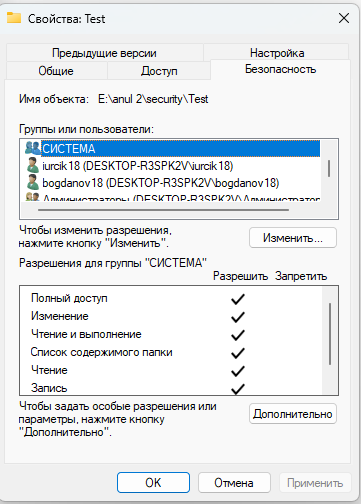 Свойства: Test
Предыдущие версии
Настройка
Общие
Доступ
Безопасность
Имя объекта: E:\anul 2\security\Test
Группы или пользователи:
СИСТЕМА
iurcik18 (DESKTOP-R3SPK2V\iurcik18)
bogdanov18 (DESKTOP-R3SPK2V\bogdanov18)
Администраторы (DESKTOP-R3SPK2V\Администратор
Чтобы изменить разрешения,
нажмите кнопку "Изменить".
Изменить...
Разрешения для группы "СИСТЕМА"
Разрешить Запретить
Полный доступ
Изменение
Чтение и выполнение
Список содержимого папки
Чтение
Запись
Чтобы задать особые разрешения или
параметры, нажмите кнопку
"Дополнительно".
Дополнительно
OK
Отмена
Применить